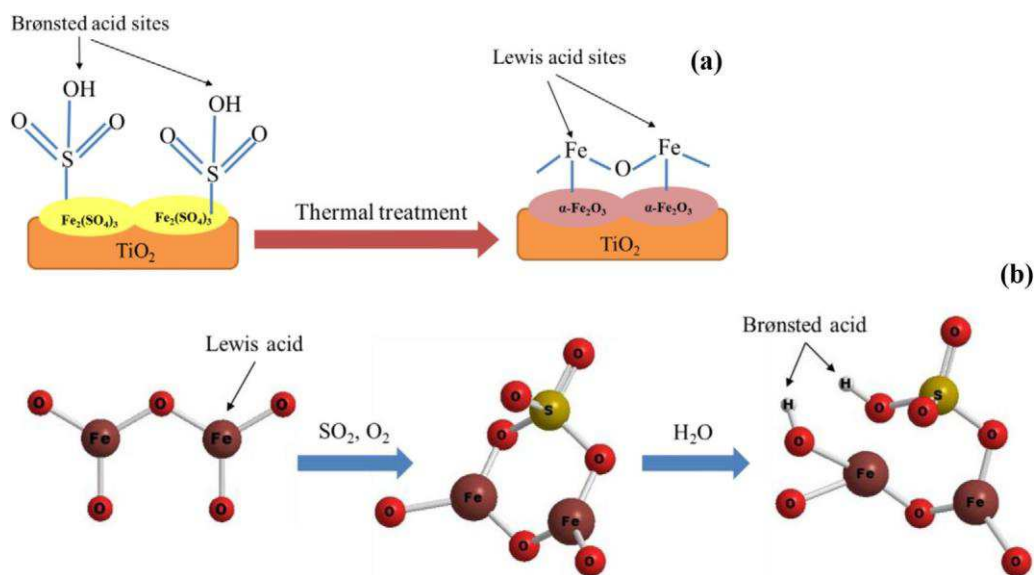 Brønsted acid sites
OH
O
O
S
OH
O
O
S
Fe₂(SO₄)₃
Fe₂(SO₄)₃
TiO₂
Thermal treatment
Lewis acid sites
(a)
Fe
O
Fe
α-Fe₂O₃
α-Fe₂O₃
TiO₂
(b)
Lewis acid
O
O
O
Fe
Fe
O
O
SO₂, O₂
O
O
S
O
O
Fe
O
Fe
O
O
H₂O
Brønsted acid
O
H
S
H
O
O
O
O
Fe
Fe
O
O
O